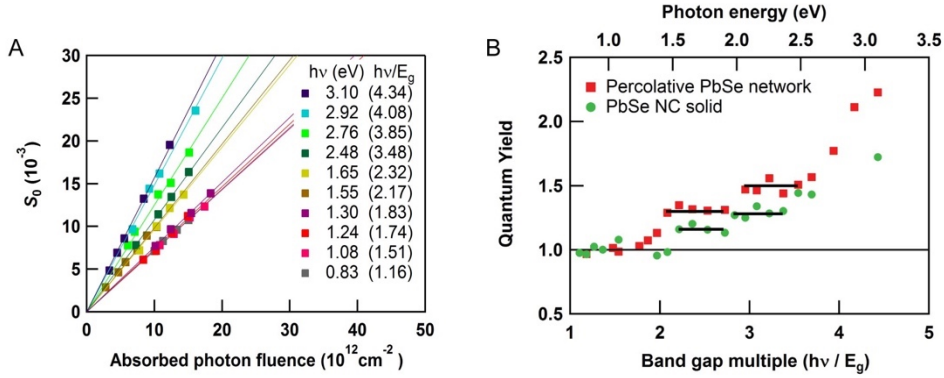 A
30
25
20
15
10
5
0
S0 (10-3)
0 10 20 30 40 50
Absorbed photon fluence (1012cm-2)
hν (eV) hν/Eg
3.10 (4.34)
2.92 (4.08)
2.76 (3.85)
2.48 (3.48)
1.65 (2.32)
1.55 (2.17)
1.30 (1.83)
1.24 (1.74)
1.08 (1.51)
0.83 (1.16)
B
Photon energy (eV)
1.0 1.5 2.0 2.5 3.0 3.5
Percolative PbSe network
PbSe NC solid
2.5
2.0
1.5
1.0
0.5
Quantum Yield
1 2 3 4 5
Band gap multiple (hν / Eg)